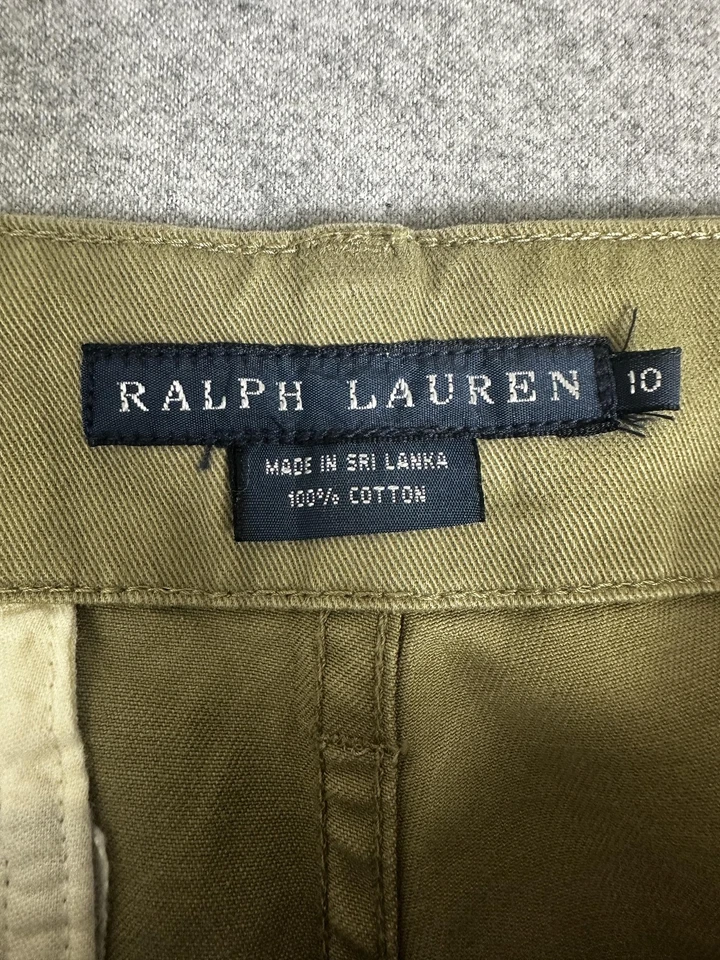 RALPH LAUREN
10
MADE IN SRI LANKA
100% COTTON